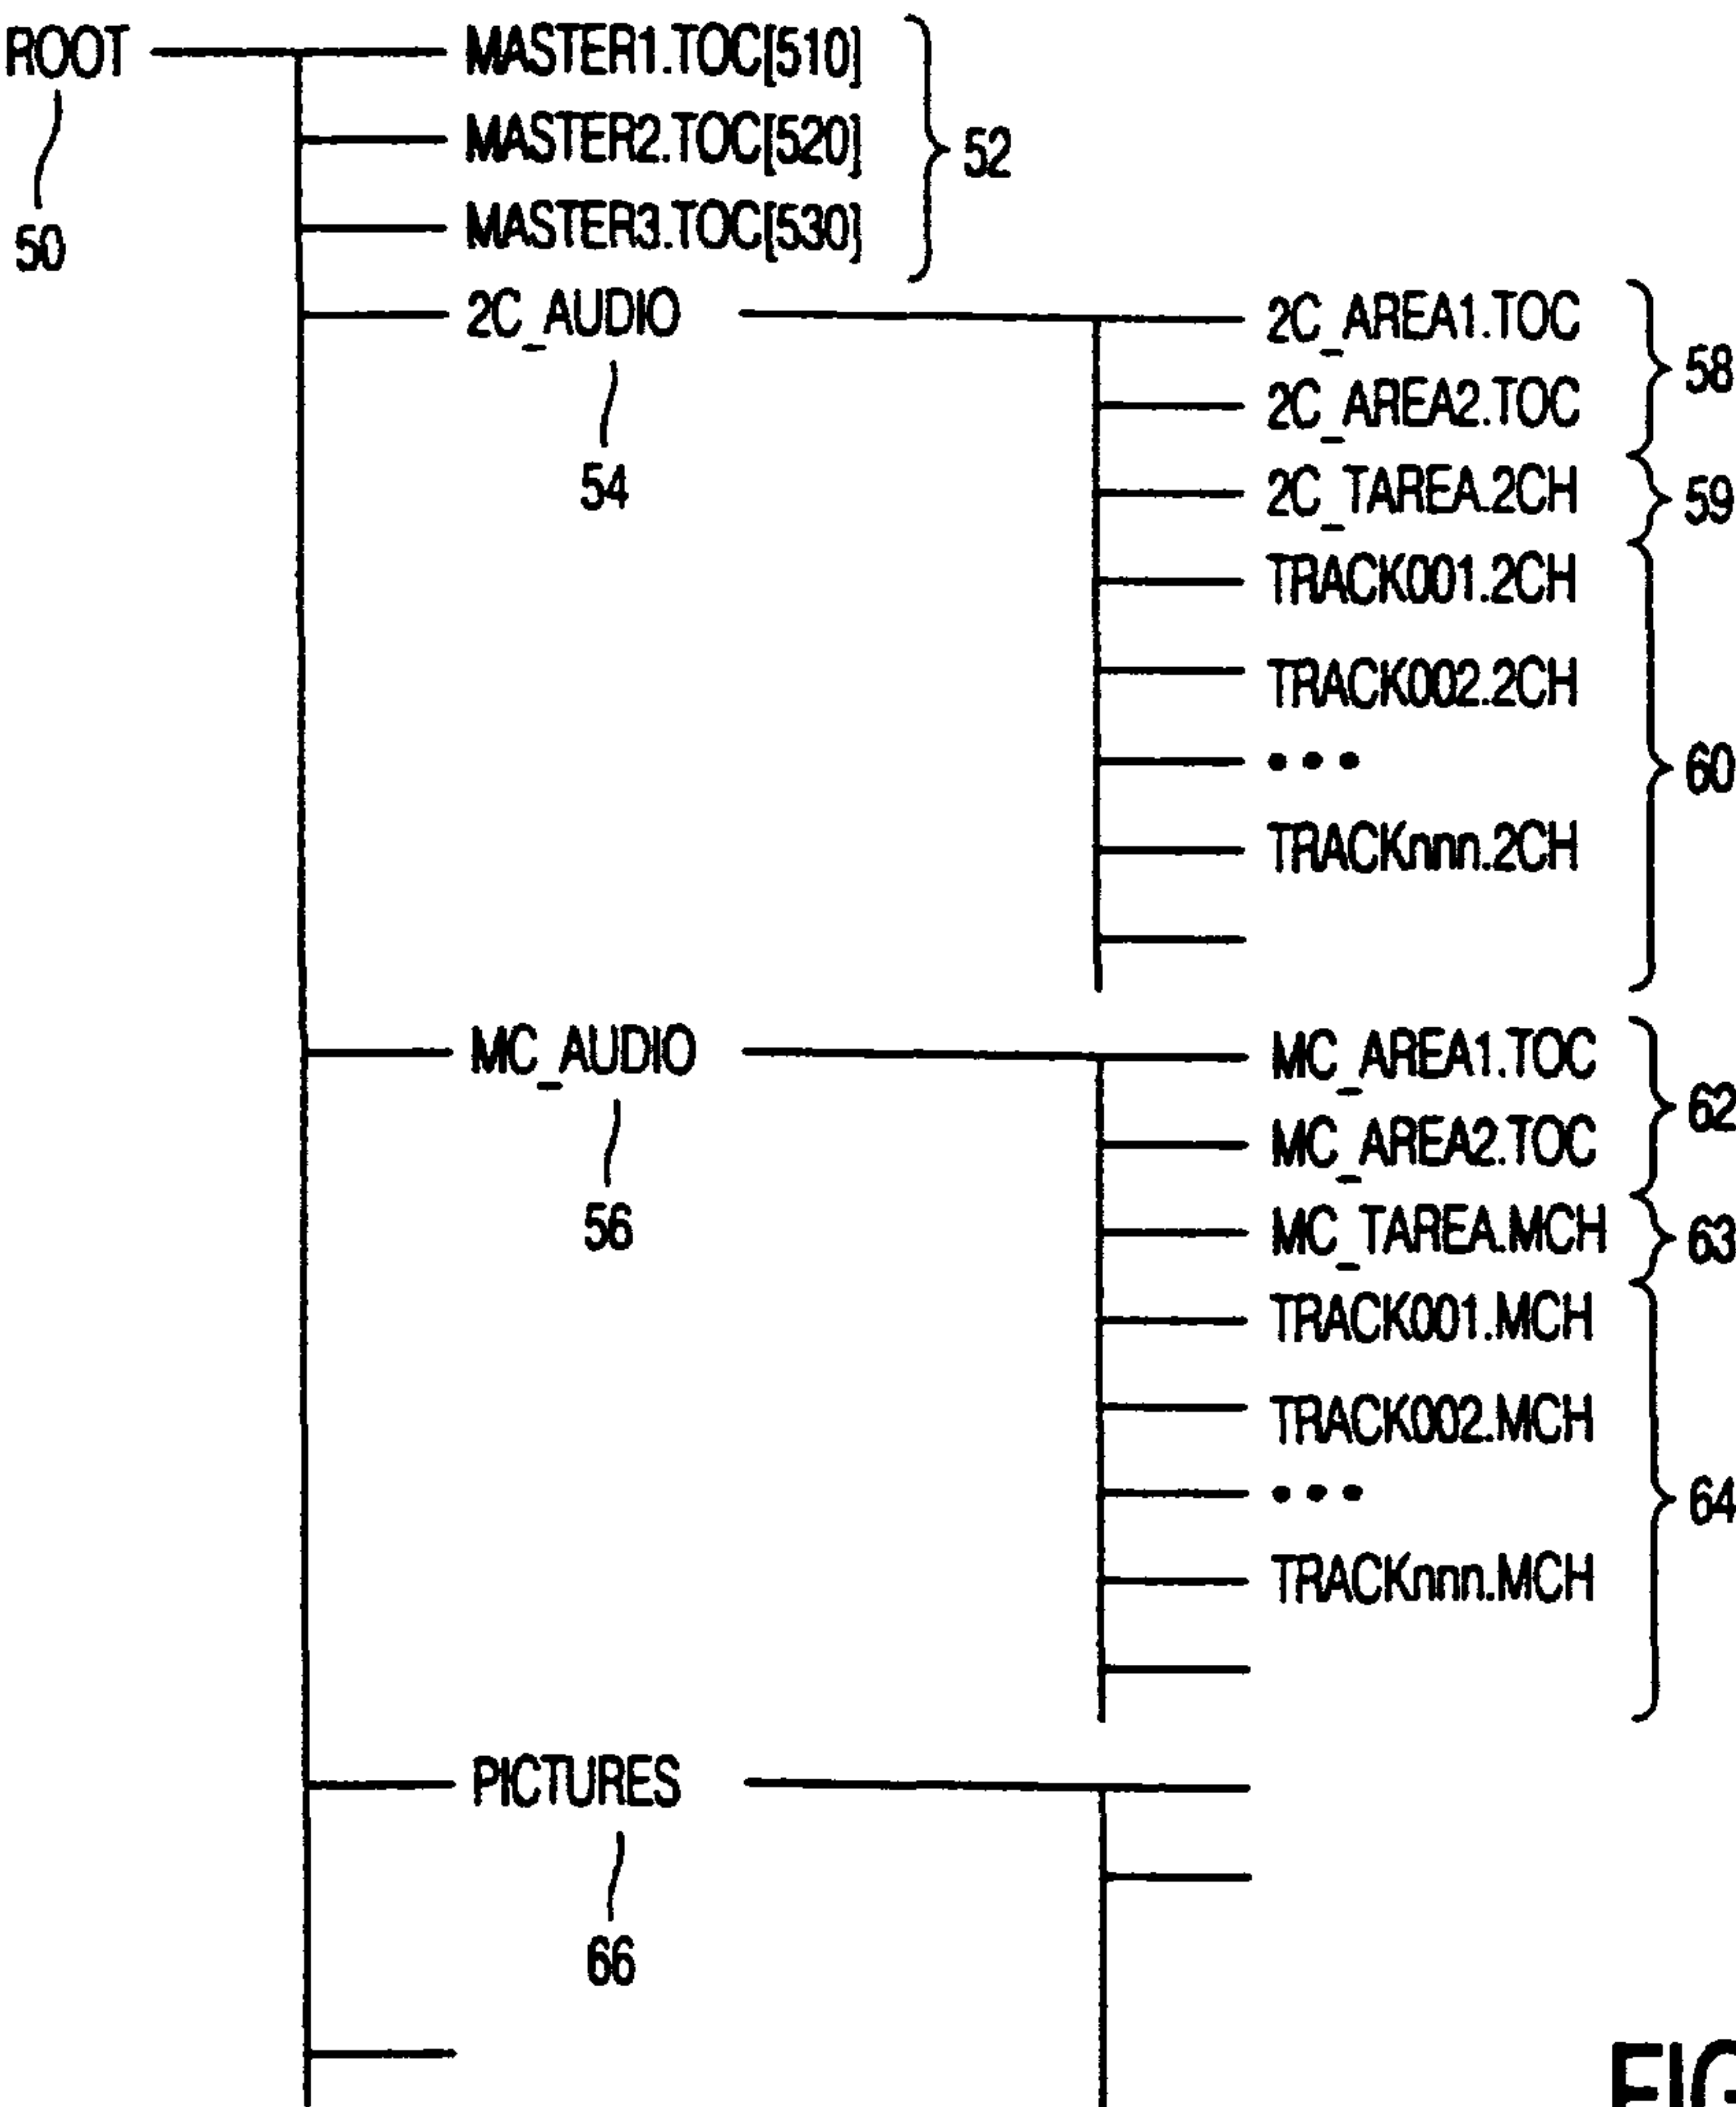 ROOT
50
MASTER1.TOC[510]
MASTER2.TOC[520]
MASTER3.TOC[530]
52
2C_AUDIO
54
2C_AREA1.TOC
2C_AREA2.TOC
58
2C_TAREA.2CH
59
TRACK001.2CH
TRACK002.2CH
•••
TRACKnnn.2CH
60
MC_AUDIO
56
MC_AREA1.TOC
MC_AREA2.TOC
62
MC_TAREA.MCH
63
TRACK001.MCH
TRACK002.MCH
•••
TRACKnnn.MCH
64
PICTURES
66
FIG